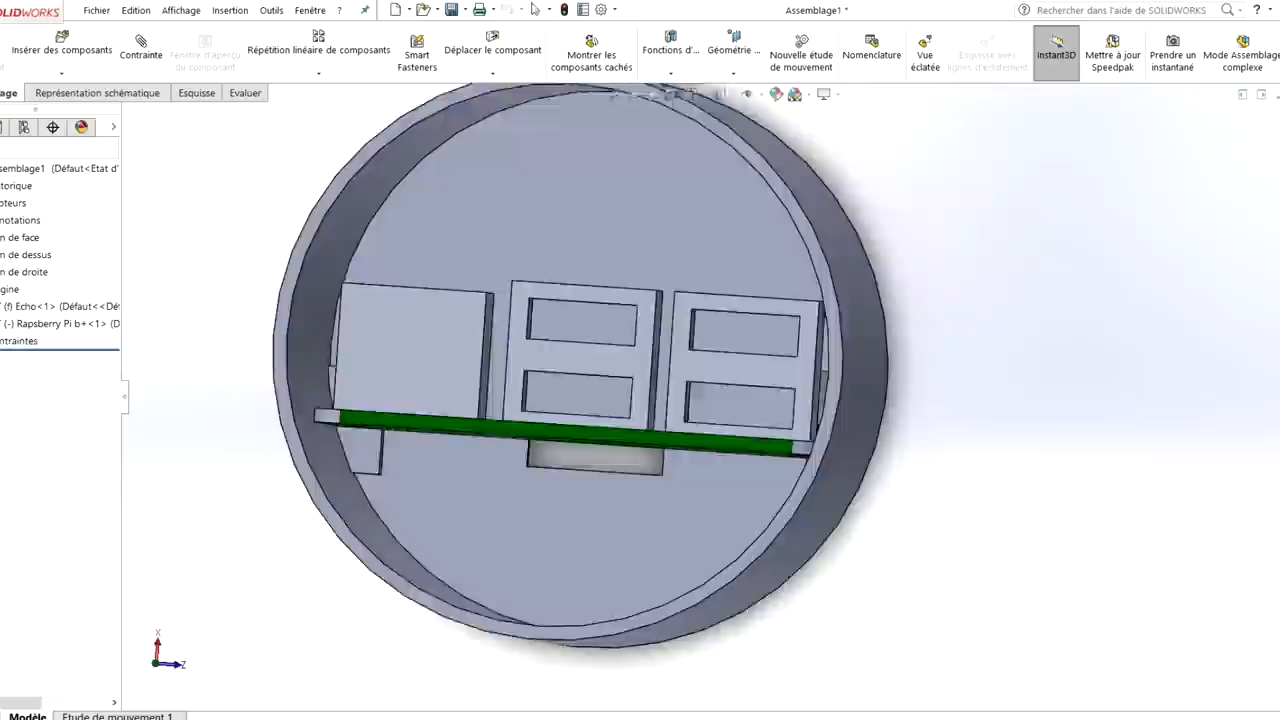 OLIDWORKS Fichier Edition Affichage Insertion Outils Fenêtre ? Assemblage1 * Rechercher dans l'aide de SOLIDWORKS ?
Insérer des composants
Contrainte
Fenêtre d'aperçu
du composant
Répétition linéaire de composants
Smart
Fasteners
Déplacer le composant
Montrer les
composants cachés
Fonctions d'...
Géométrie ...
Nouvelle étude
de mouvement
Nomenclature
Vue
éclatée
Esquisse avec
lignes d'éclatement
Instant3D
Mettre à jour
Speedpak
Prendre un
instantané
Mode Assemblage
complexe
age Représentation schématique Esquisse Evaluer
semblage1 (Défaut<Etat d'
torique
pteurs
notations
n de face
n de dessus
n de droite
gine
(f) Echo<1> (Défaut<<Déf
(-) Rapsberry Pi b+<1> (D
ntraintes
X
Z
Modèle Etude de mouvement 1